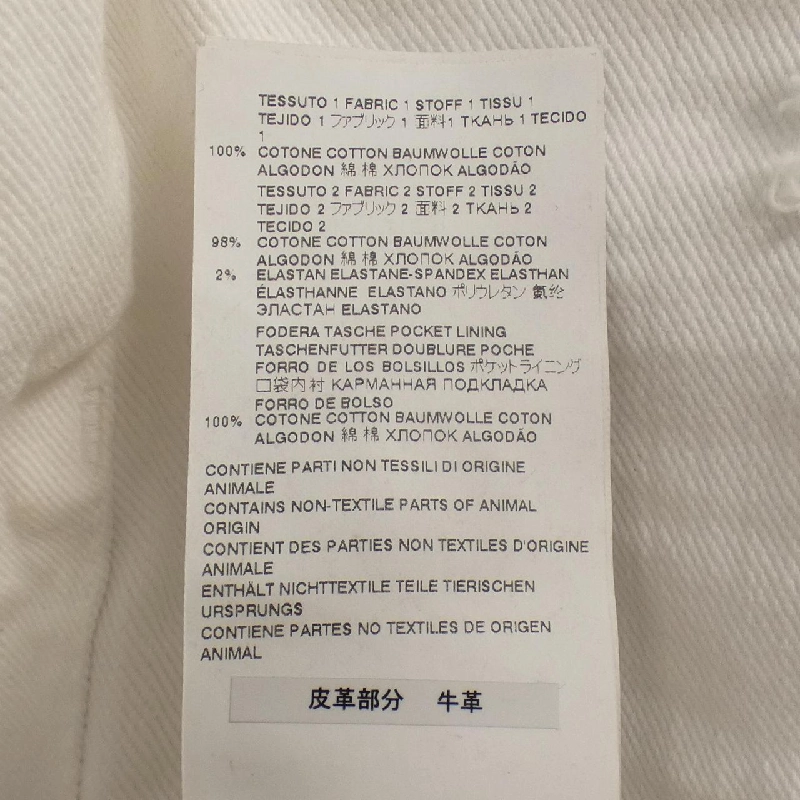 TESSUTO 1 FABRIC 1 STOFF 1 TISSU 1
TEJIDO 1 ファブリック 1 面料1 ТКАНЬ 1 TECIDO
1
100% COTONE COTTON BAUMWOLLE COTON
ALGODON 綿 棉 ХЛОПОК ALGODÃO
TESSUTO 2 FABRIC 2 STOFF 2 TISSU 2
TEJIDO 2 ファブリック 2 面料 2 ТКАНЬ 2
TECIDO 2
98% COTONE COTTON BAUMWOLLE COTON
ALGODON 綿 棉 ХЛОПОК ALGODÃO
2% ELASTAN ELASTANE-SPANDEX ELASTHAN
ÉLASTHANNE ELASTANO ポリウレタン 氨纶
ЭЛАСТАН ELASTANO
FODERA TASCHE POCKET LINING
TASCHENFUTTER DOUBLURE POCHE
FORRO DE LOS BOLSILLOS ポケットライニング
口袋内衬 КАРМАННАЯ ПОДКЛАДКА
FORRO DE BOLSO
100% COTONE COTTON BAUMWOLLE COTON
ALGODON 綿 棉 ХЛОПОК ALGODÃO
CONTIENE PARTI NON TESSILI DI ORIGINE
ANIMALE
CONTAINS NON-TEXTILE PARTS OF ANIMAL
ORIGIN
CONTIENT DES PARTIES NON TEXTILES D'ORIGINE
ANIMALE
ENTHÄLT NICHTTEXTILE TEILE TIERISCHEN
URSPRUNGS
CONTIENE PARTES NO TEXTILES DE ORIGEN
ANIMAL
皮革部分 牛革